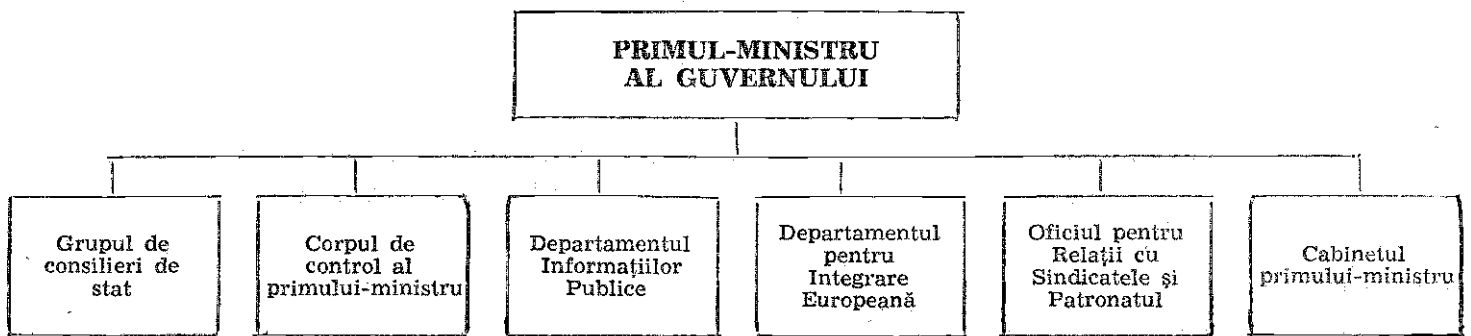 PRIMUL-MINISTRU
AL GUVERNULUI
Grupul de
consilieri de
stat
Corpul de
control al
primului-ministru
Departamentul
Informațiilor
Publice
Departamentul
pentru
Integrare
Europeană
Oficiul pentru
Relații cu
Sindicatele și
Patronatul
Cabinetul
primului-ministru